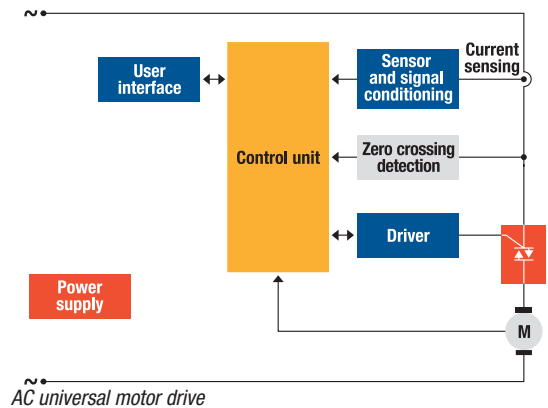 ~
Current
sensing
Sensor
and signal
conditioning
User
interface
Control unit
Zero crossing
detection
Driver
Power
supply
M
~
AC universal motor drive